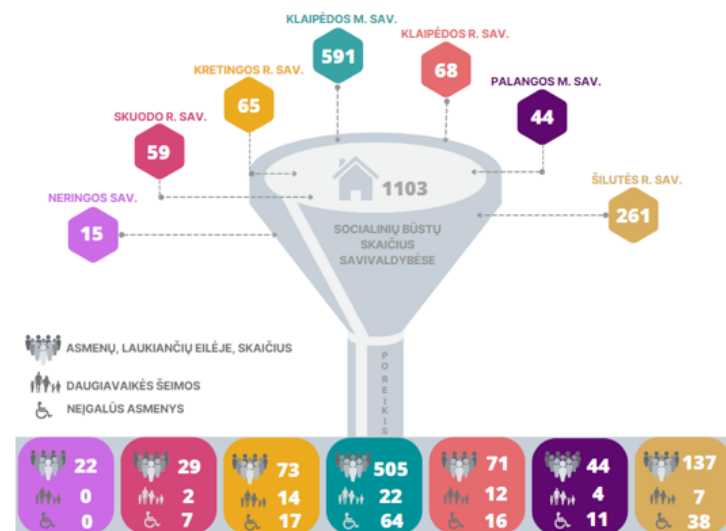 KLAIPĖDOS M. SAV.
591
KLAIPĖDOS R. SAV.
68
KRETINGOS R. SAV.
65
PALANGOS M. SAV.
44
SKUODO R. SAV.
59
ŠILUTĖS R. SAV.
261
NERINGOS SAV.
15
1103
SOCIALINIŲ BŪSTŲ
SKAIČIUS
SAVIVALDYBĖSE
ASMENŲ, LAUKIANČIŲ EILĖJE, SKAIČIUS
DAUGIAVAIKĖS ŠEIMOS
NEĮGALŪS ASMENYS
POREIKIS
22
0
0
29
2
7
73
14
17
505
22
64
71
12
16
44
4
11
137
7
38